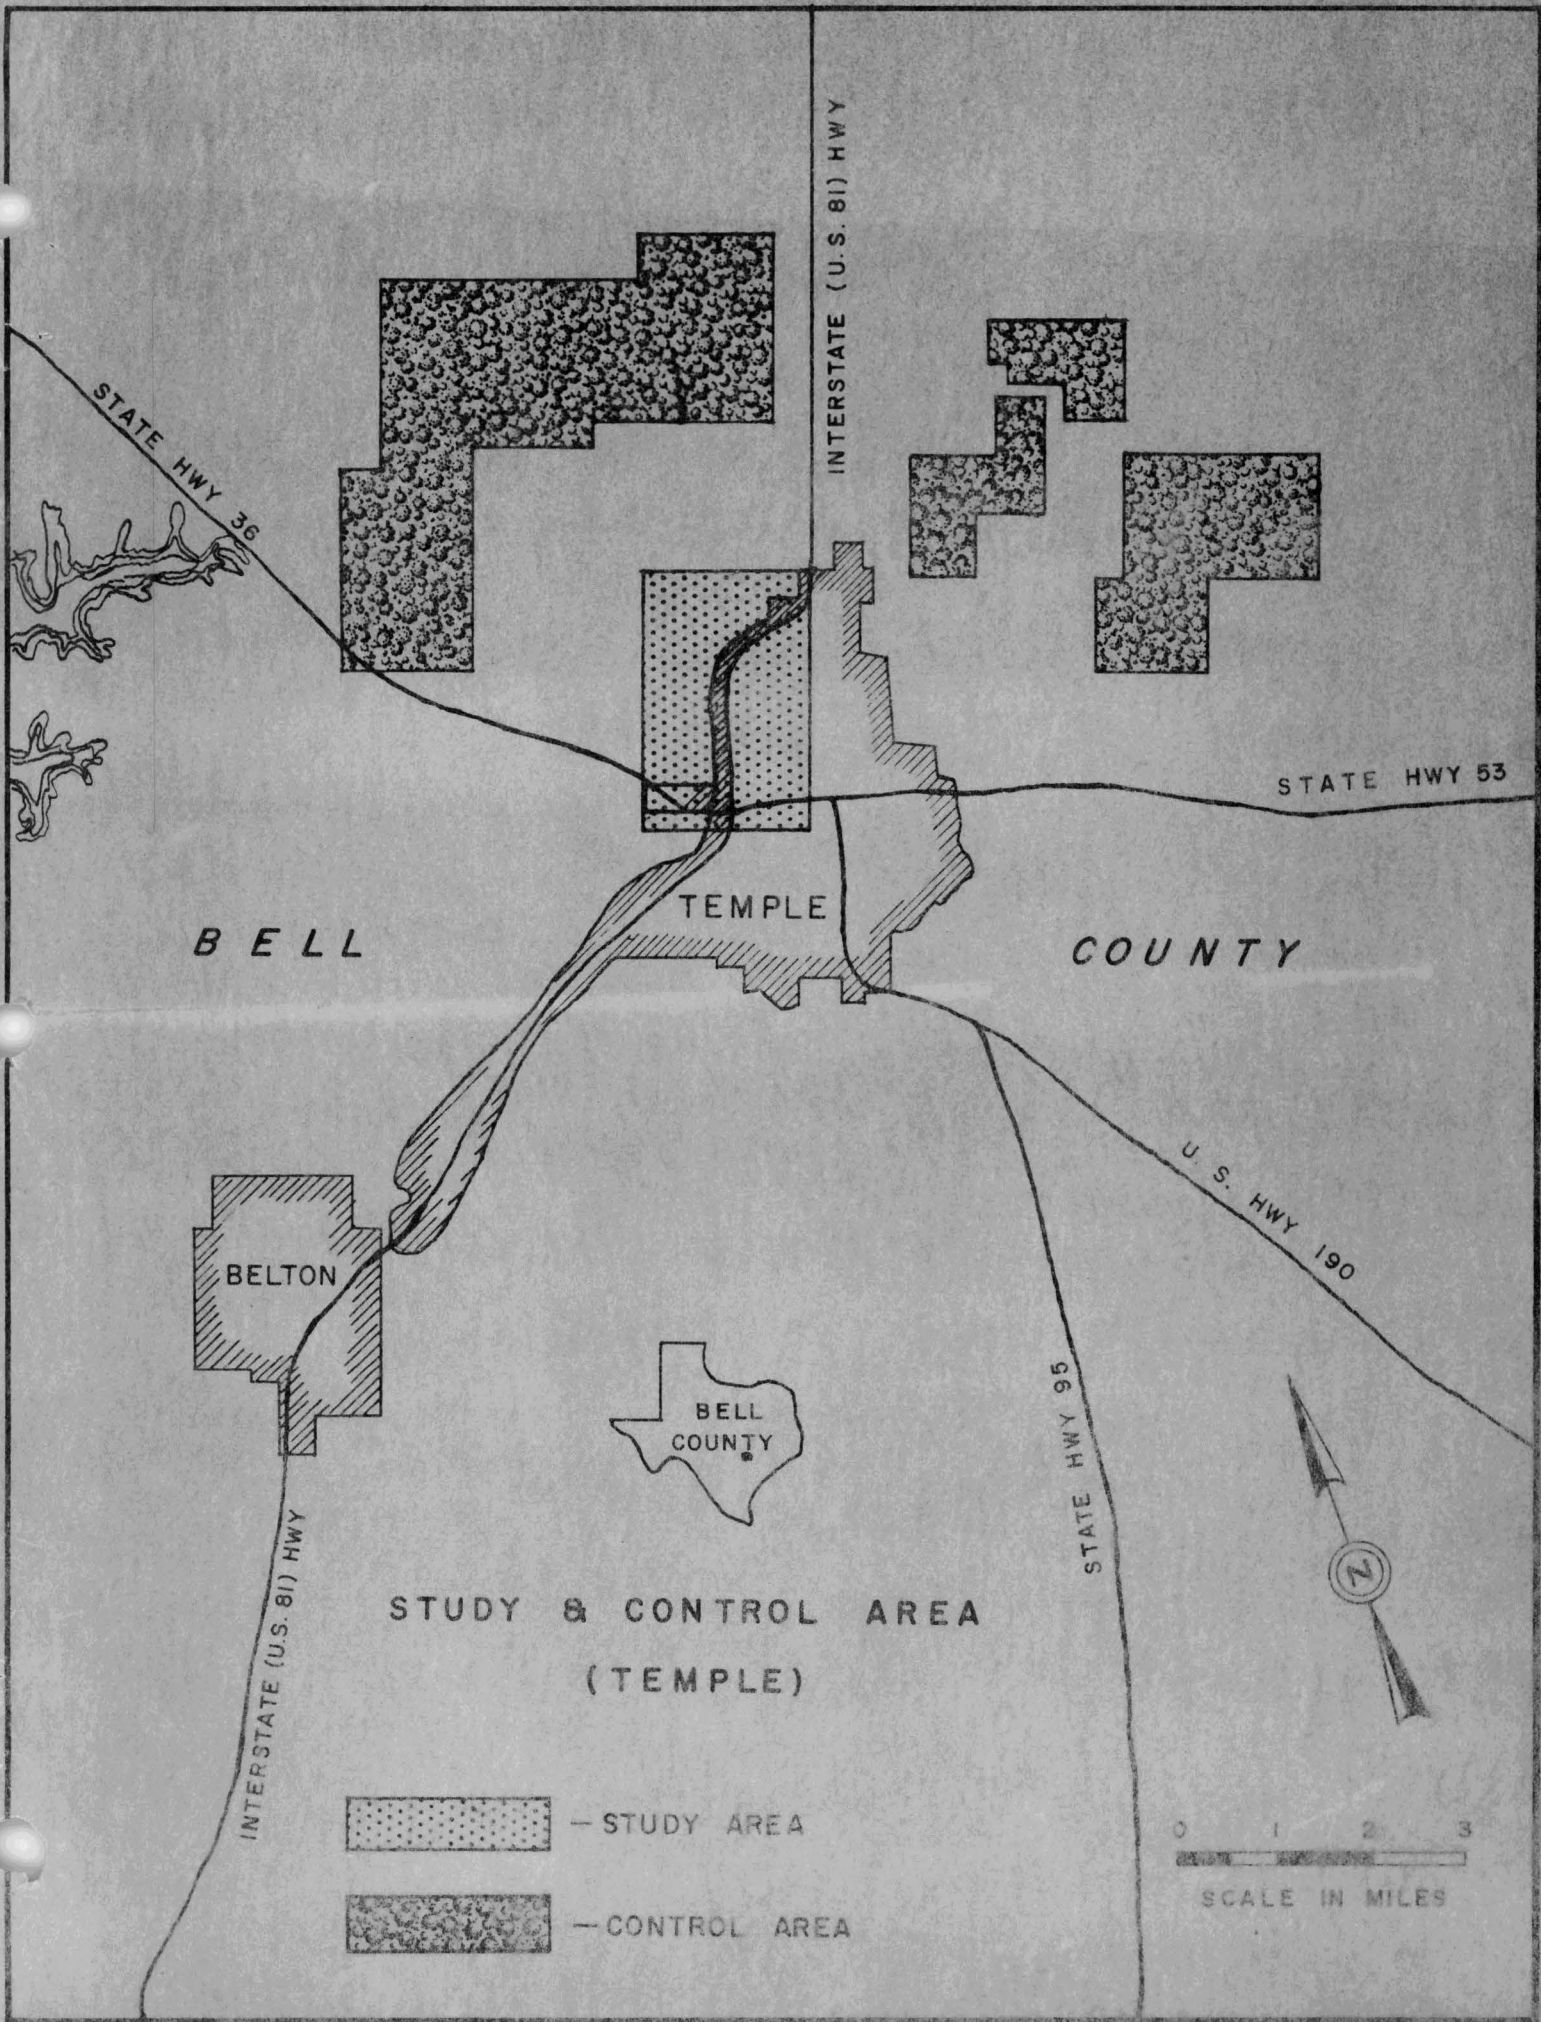 INTERSTATE (U.S. 81) HWY
STATE HWY 36
STATE HWY 53
TEMPLE
BELL COUNTY
U. S. HWY 190
BELTON
BELL
COUNTY
STATE HWY 95
N
INTERSTATE (U.S. 81) HWY
STUDY & CONTROL AREA
(TEMPLE)
— STUDY AREA
— CONTROL AREA
0 1 2 3
SCALE IN MILES